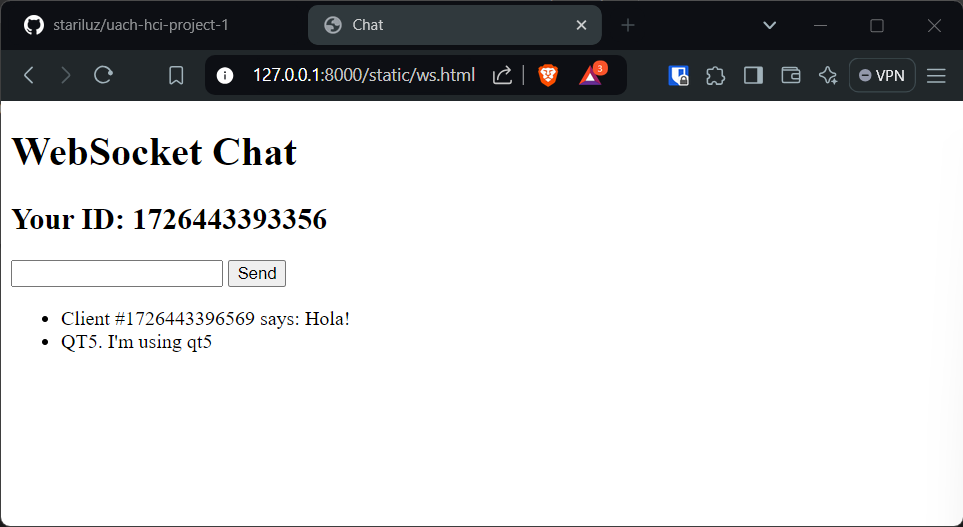 stariluz/uach-hci-project-1
Chat
127.0.0.1:8000/static/ws.html
3
VPN
WebSocket Chat
Your ID: 1726443393356
Send
Client #1726443396569 says: Hola!
QT5. I'm using qt5